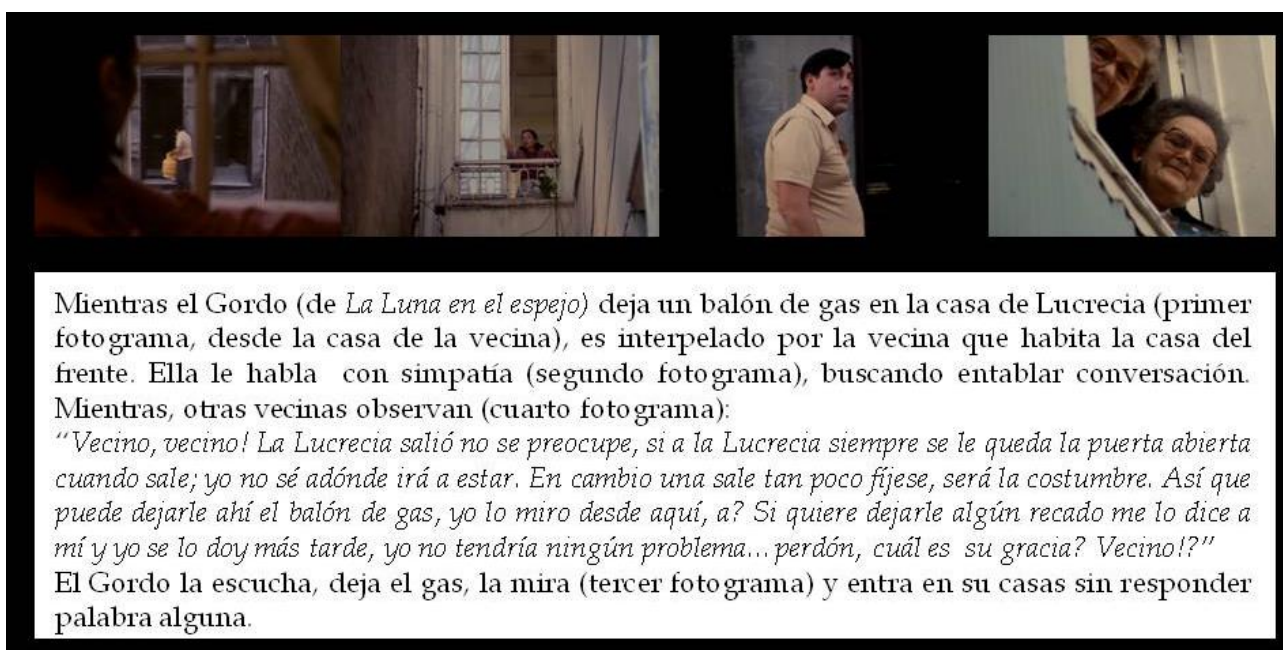 Mientras el Gordo (de La Luna en el espejo) deja un balón de gas en la casa de Lucrecia (primer
fotograma, desde la casa de la vecina), es interpelado por la vecina que habita la casa del
frente. Ella le habla con simpatía (segundo fotograma), buscando entablar conversación.
Mientras, otras vecinas observan (cuarto fotograma):
“Vecino, vecino! La Lucrecia salió no se preocupe, si a la Lucrecia siempre se le queda la puerta abierta
cuando sale; yo no sé adónde irá a estar. En cambio una sale tan poco fíjese, será la costumbre. Así que
puede dejarle ahí el balón de gas, yo lo miro desde aquí, a? Si quiere dejarle algún recado me lo dice a
mí y yo se lo doy más tarde, yo no tendría ningún problema... perdón, cuál es su gracia? Vecino!?”
El Gordo la escucha, deja el gas, la mira (tercer fotograma) y entra en su casas sin responder
palabra alguna.